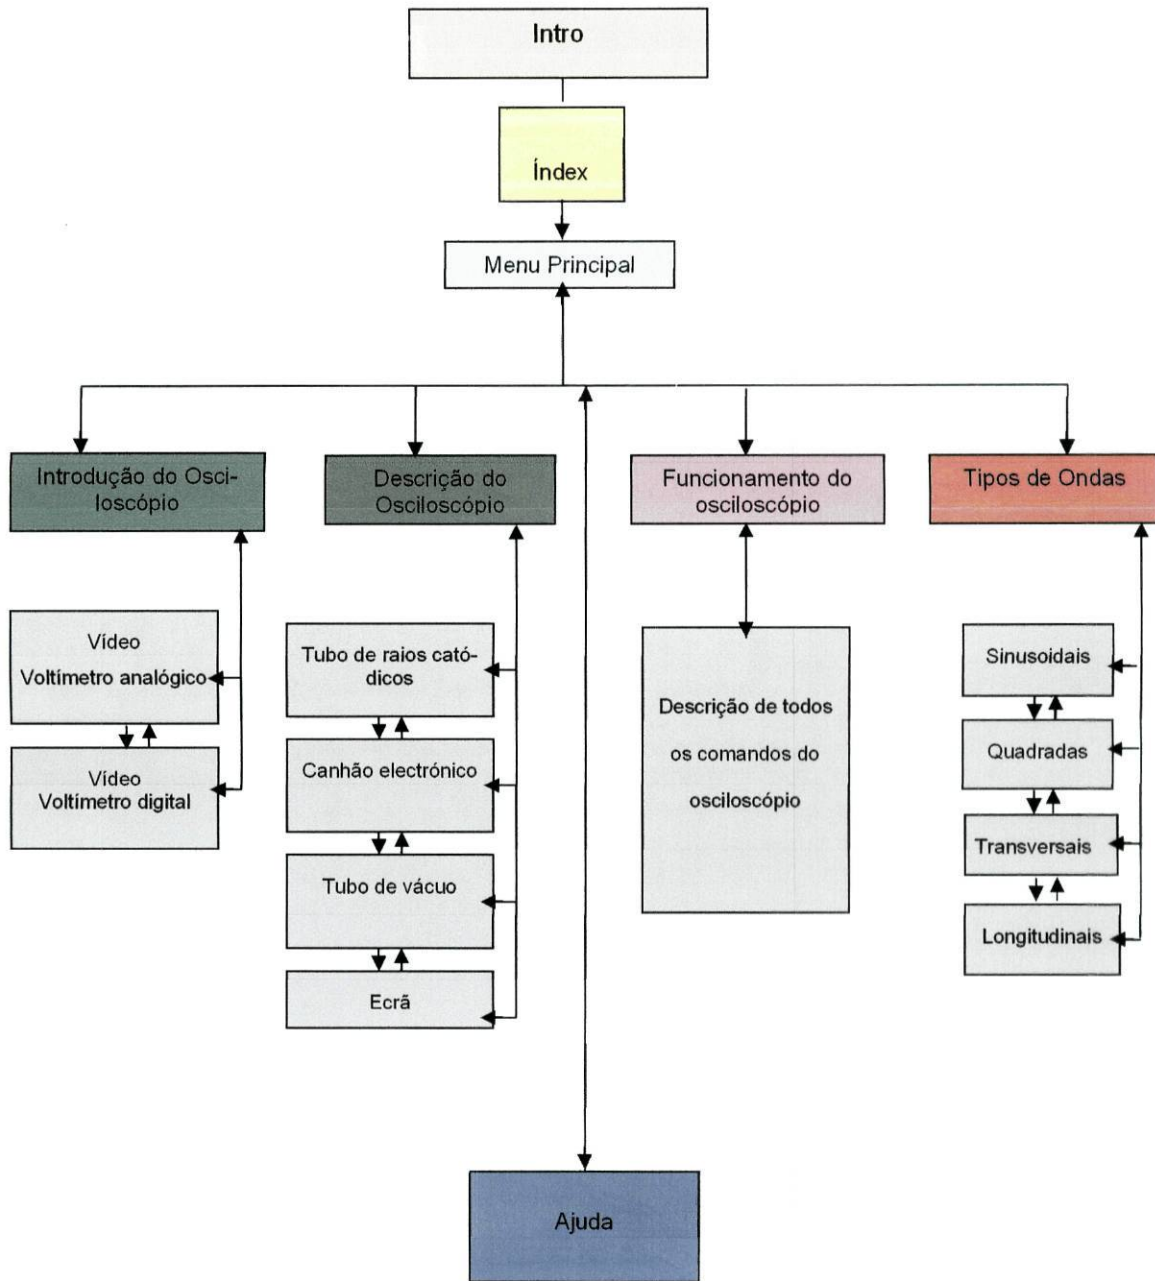 Intro
Índex
Menu Principal
Introdução do Osci-
loscópio
Descrição do
Osciloscópio
Funcionamento do
osciloscópio
Tipos de Ondas
Vídeo
Voltímetro analógico
Vídeo
Voltímetro digital
Tubo de raios cató-
dicos
Canhão electrónico
Tubo de vácuo
Ecrã
Descrição de todos
os comandos do
osciloscópio
Sinusoidais
Quadradas
Transversais
Longitudinais
Ajuda